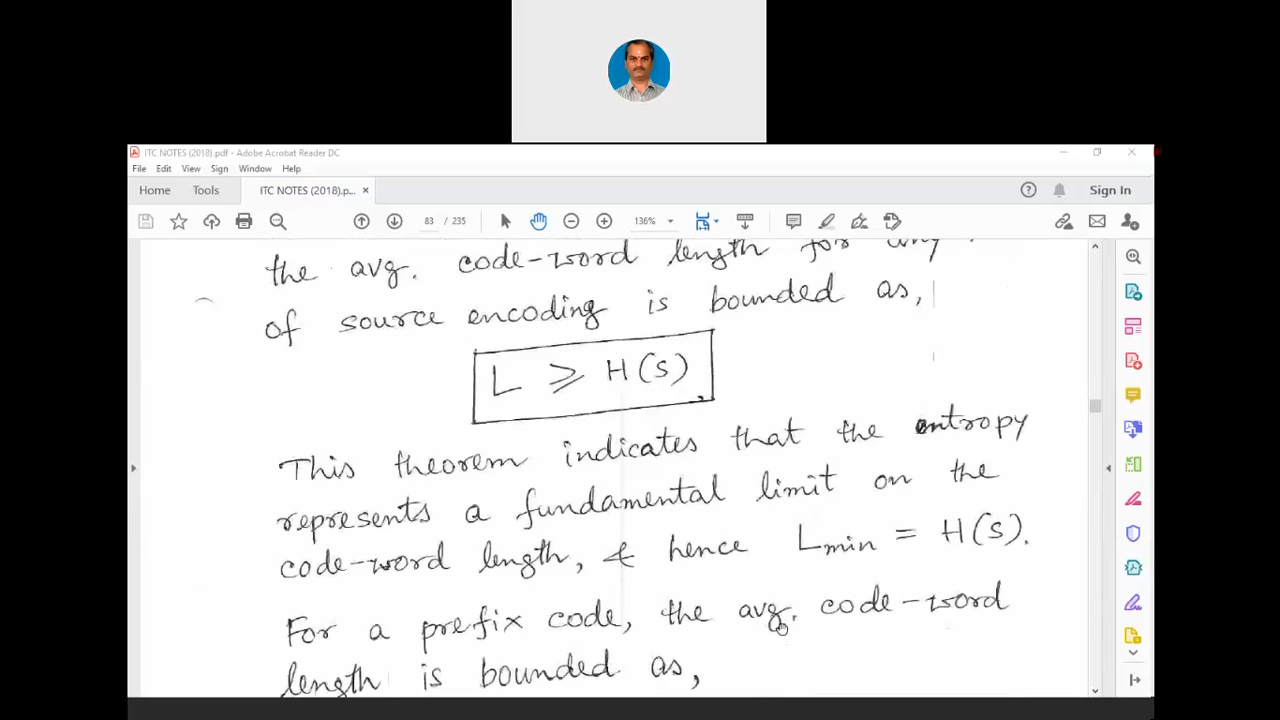 ITC NOTES (2018).pdf - Adobe Acrobat Reader DC
File Edit View Sign Window Help
Home Tools ITC NOTES (2018).p... × Sign In
83 / 235 136%
the avg. code-word length for any
of source encoding is bounded as,
L ⩾ H(S)
This theorem indicates that the entropy
represents a fundamental limit on the
code-word length, & hence Lmin = H(S).
For a prefix code, the avg. code-word
length is bounded as,